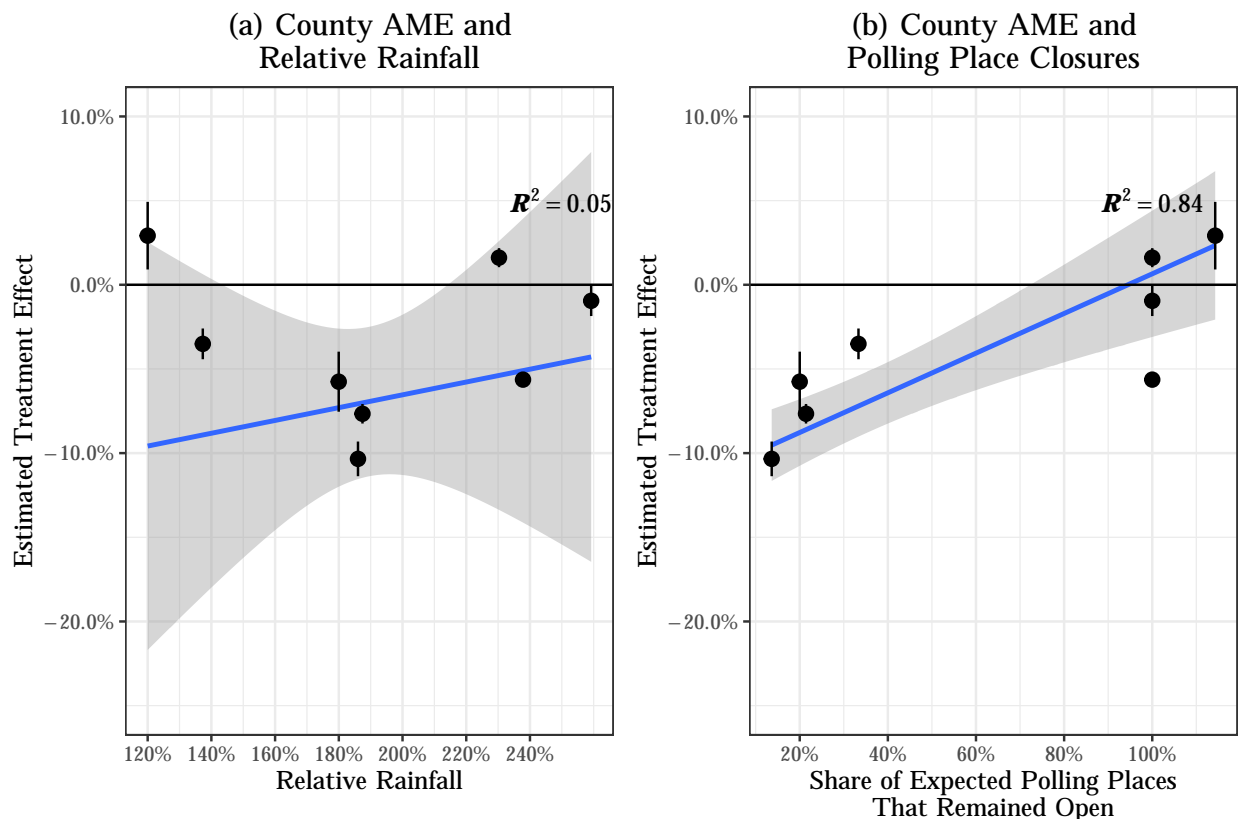 (a) County AME and
Relative Rainfall
10.0%
0.0%
−10.0%
−20.0%
Estimated Treatment Effect
R² = 0.05
120% 140% 160% 180% 200% 220% 240%
Relative Rainfall
(b) County AME and
Polling Place Closures
10.0%
0.0%
−10.0%
−20.0%
Estimated Treatment Effect
R² = 0.84
20% 40% 60% 80% 100%
Share of Expected Polling Places
That Remained Open